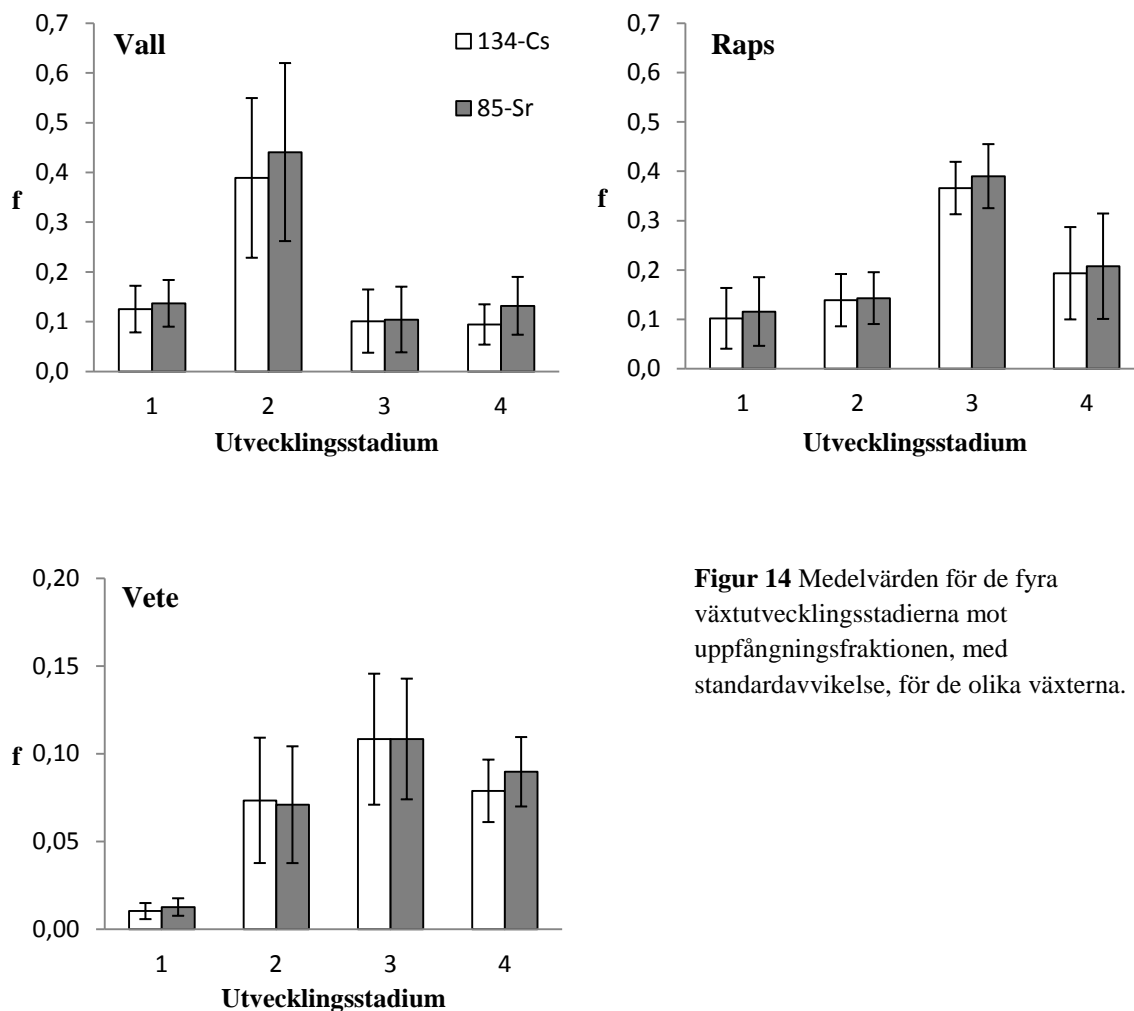 Vall
134-Cs
85-Sr
0,7
0,6
0,5
0,4
0,3
0,2
0,1
0,0
f
1 2 3 4
Utvecklingsstadium
Raps
0,7
0,6
0,5
0,4
0,3
0,2
0,1
0,0
f
1 2 3 4
Utvecklingsstadium
Vete
0,20
0,15
0,10
0,05
0,00
f
1 2 3 4
Utvecklingsstadium
Figur 14 Medelvärden för de fyra
växtutvecklingsstadierna mot
uppfångningsfraktionen, med
standardavvikelse, för de olika växterna.